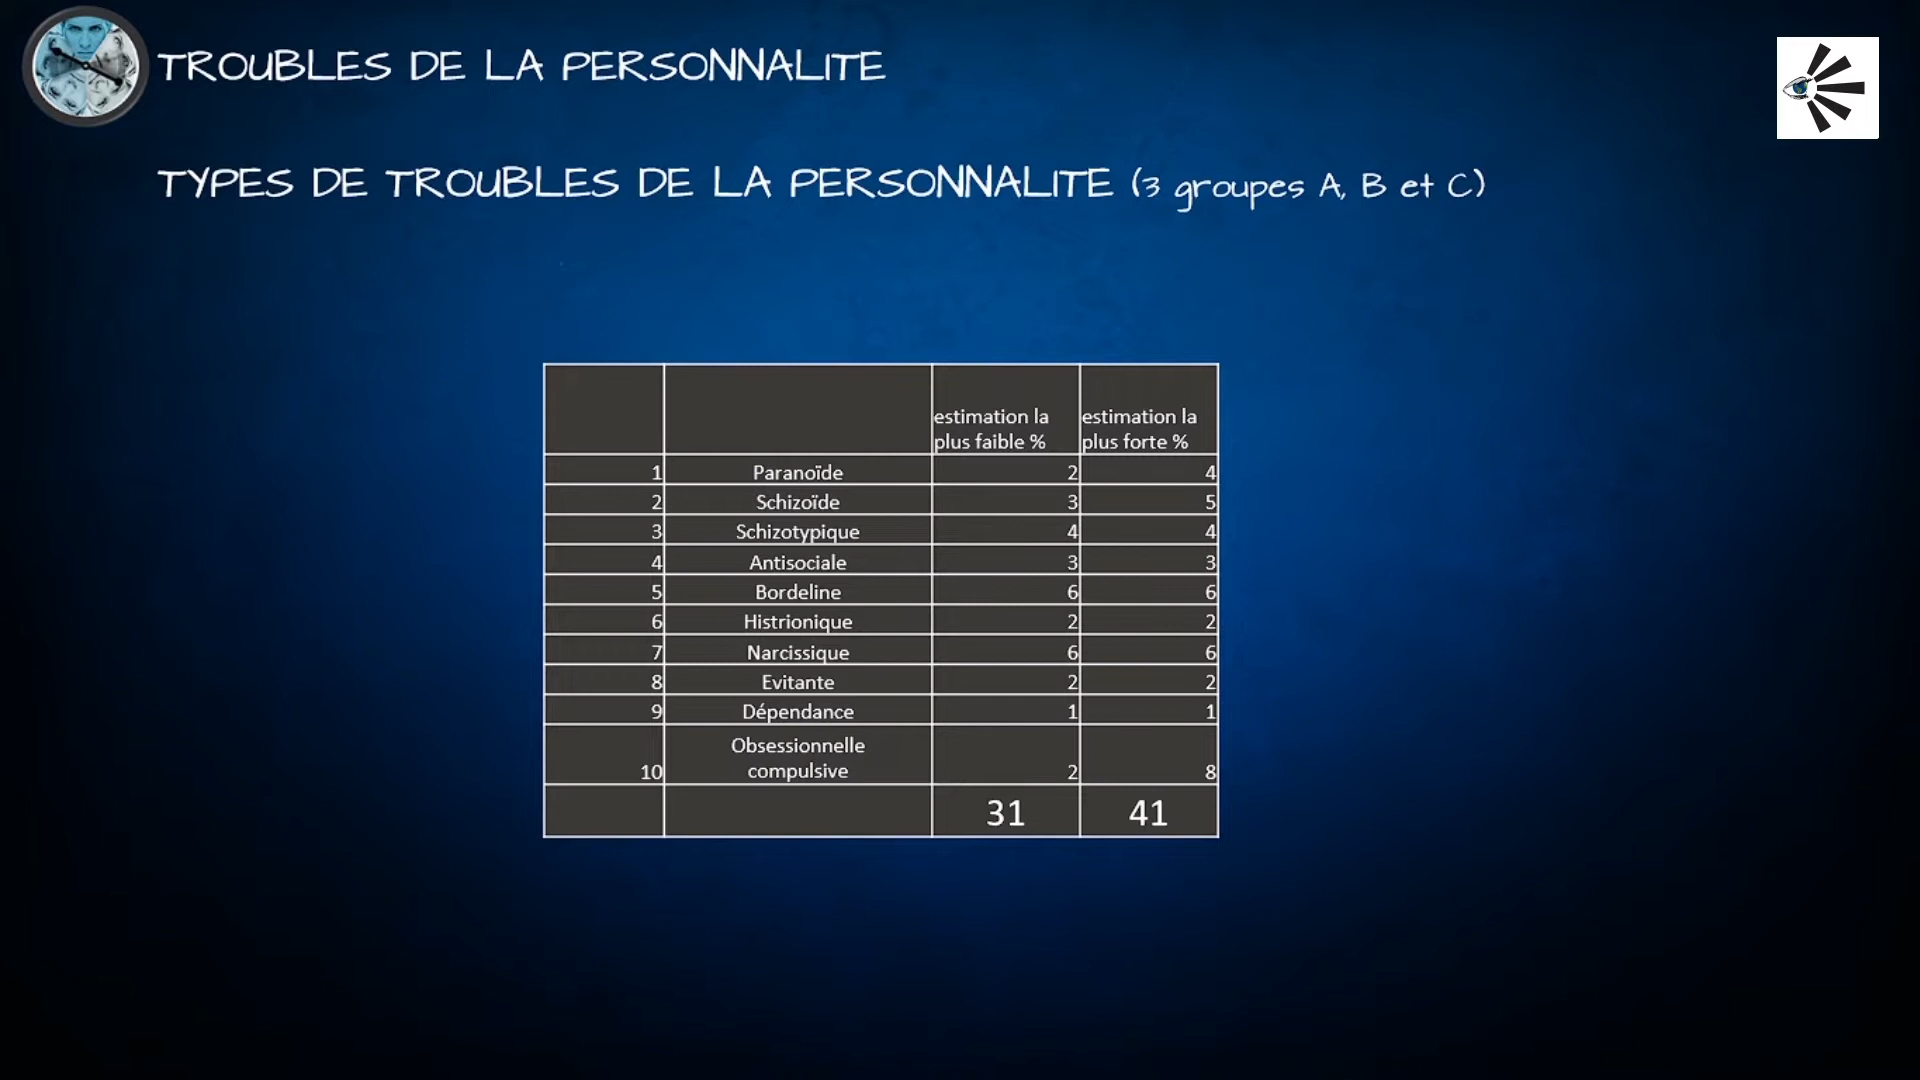 TROUBLES DE LA PERSONNALITE
TYPES DE TROUBLES DE LA PERSONNALITE (3 groupes A, B et C)
estimation la plus faible % estimation la plus forte %
1 Paranoïde 2 4
2 Schizoïde 3 5
3 Schizotypique 4 4
4 Antisociale 3 3
5 Bordeline 6 6
6 Histrionique 2 2
7 Narcissique 6 6
8 Evitante 2 2
9 Dépendance 1 1
10 Obsessionnelle compulsive 2 8
31 41